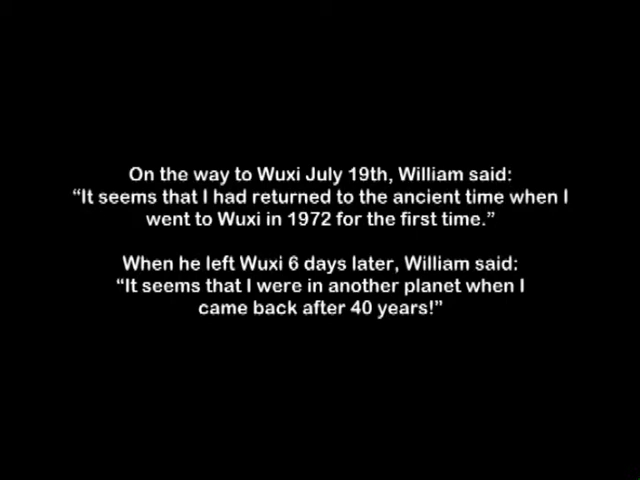 On the way to Wuxi July 19th, William said:
“It seems that I had returned to the ancient time when I
went to Wuxi in 1972 for the first time.”
When he left Wuxi 6 days later, William said:
“It seems that I were in another planet when I
came back after 40 years!”